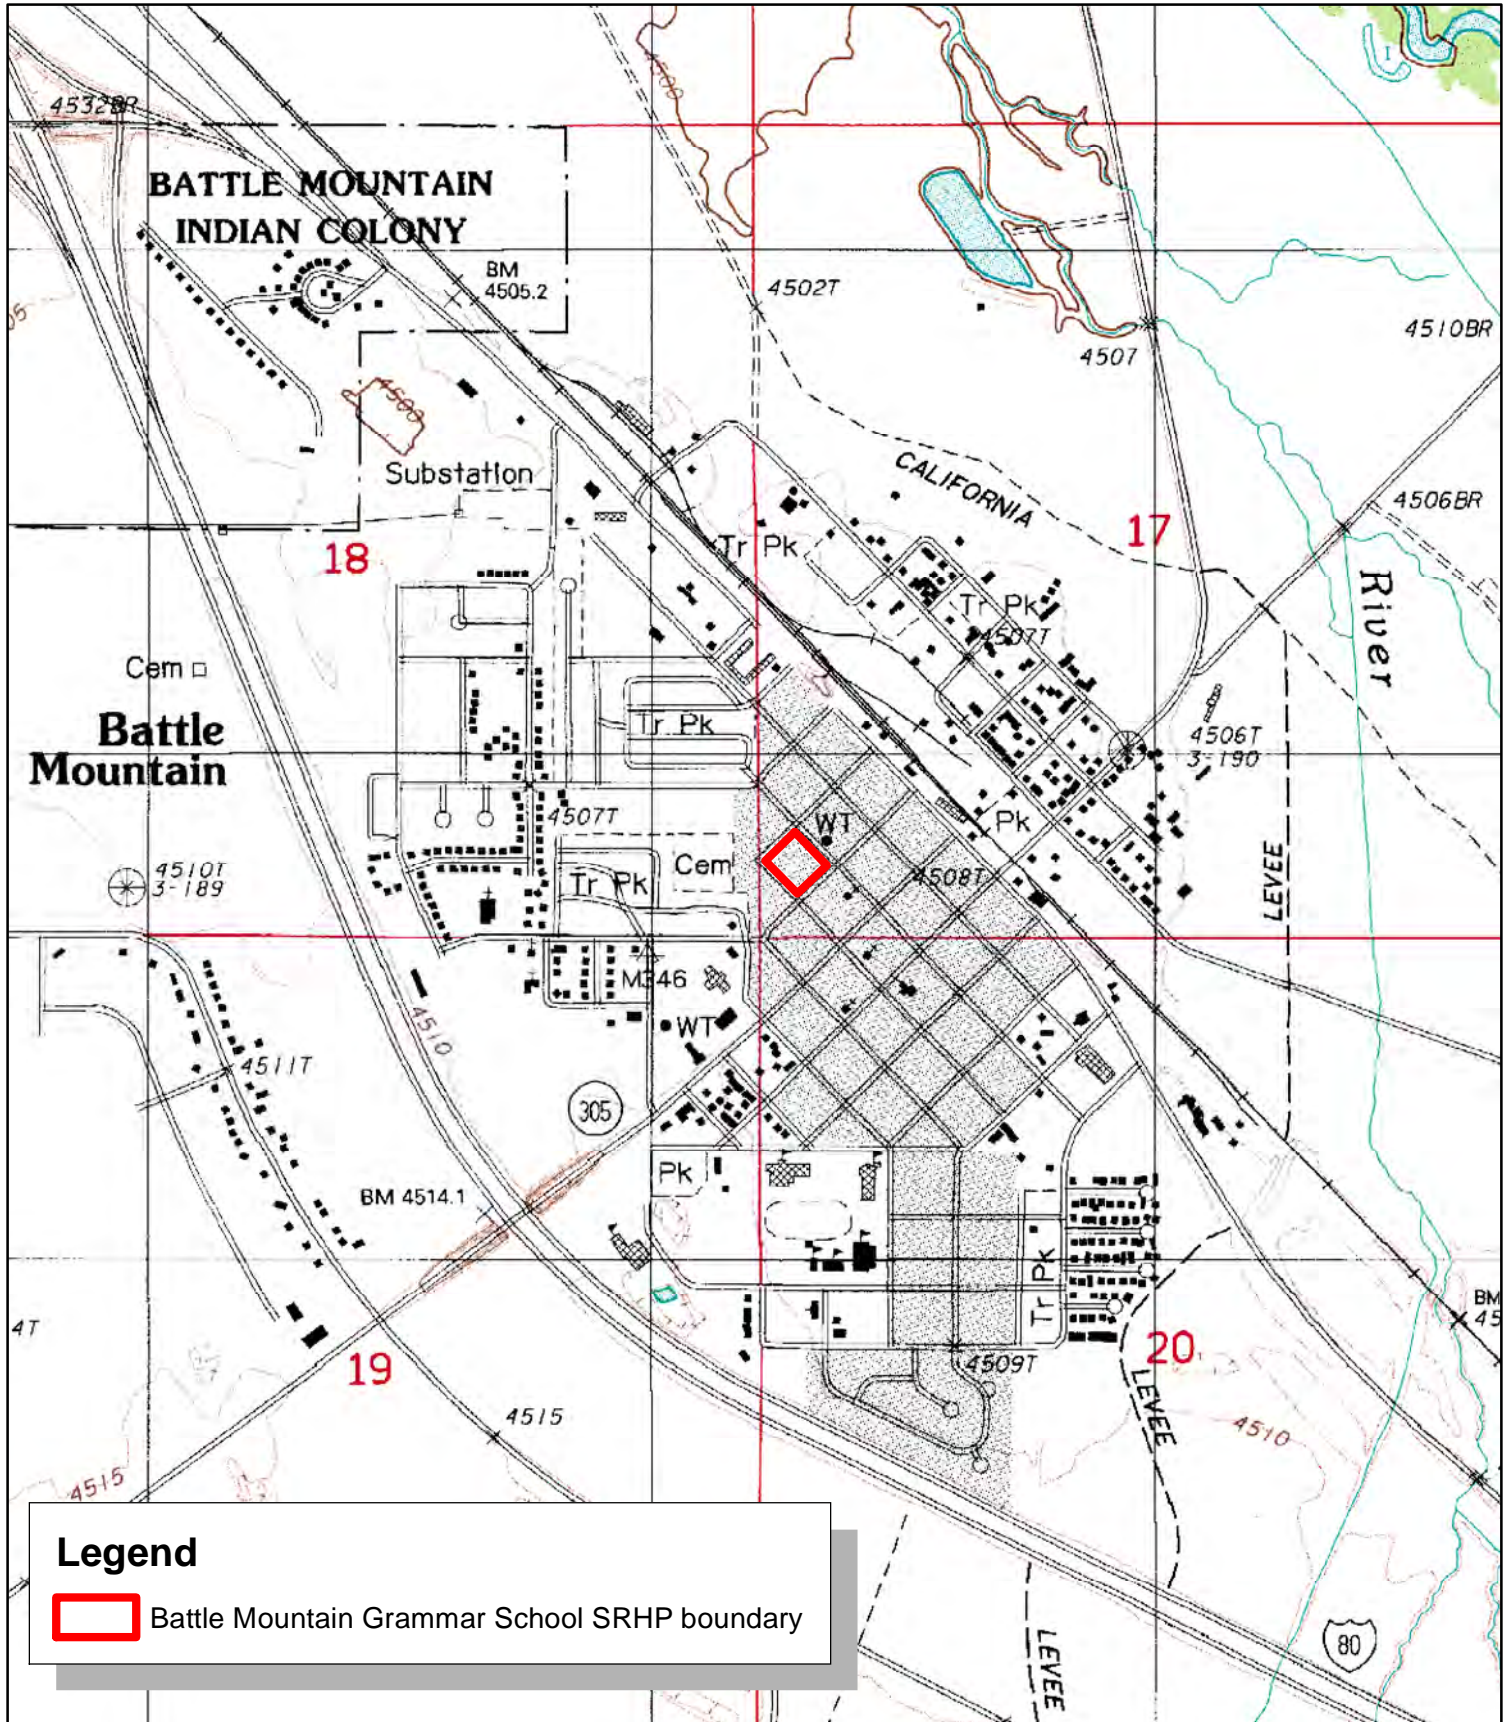 4532BR
BATTLE MOUNTAIN
INDIAN COLONY
BM
4505.2
4500
4502T
I
4507
4510BR
4500
Substation
CALIFORNIA
4506BR
18
Tr Pk
17
River
Tr Pk
4507T
Cem
Battle
Mountain
Tr Pk
4506T
3-190
4507T
WT
Pk
4510T
3-189
Tr Pk
Cem
4508T
LEVEE
M346
4510
WT
4511T
305
Pk
BM 4514.1
Tr Pk
4T
BM
45
19
20
4509T
4515
LEVEE
4510
4515
Legend
Battle Mountain Grammar School SRHP boundary
LEVEE
80